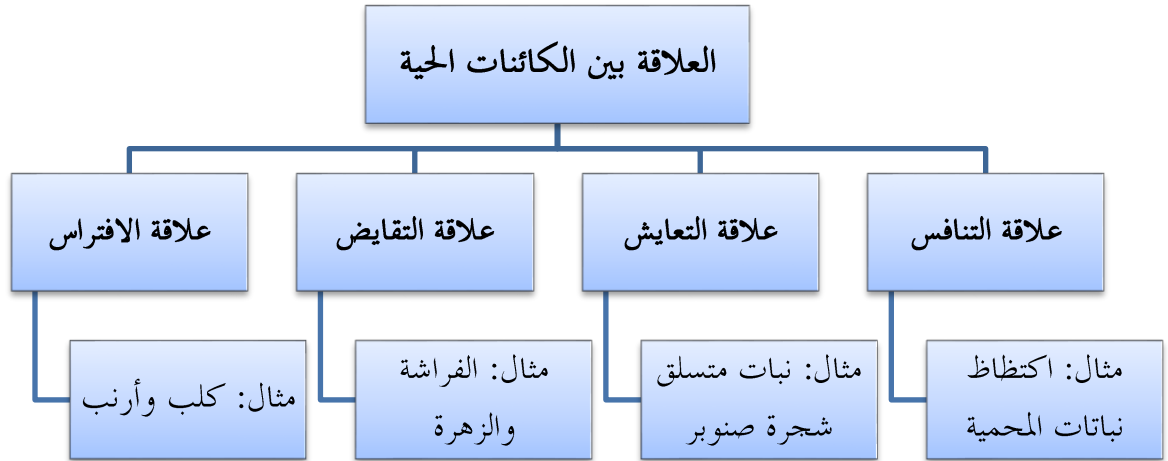 العلاقة بين الكائنات الحية
علاقة التنافس
علاقة التعايش
علاقة التقايض
علاقة الافتراس
مثال: اكتظاظ
نباتات المحمية
مثال: نبات متسلق
شجرة صنوبر
مثال: الفراشة
والزهرة
مثال: كلب وأرنب